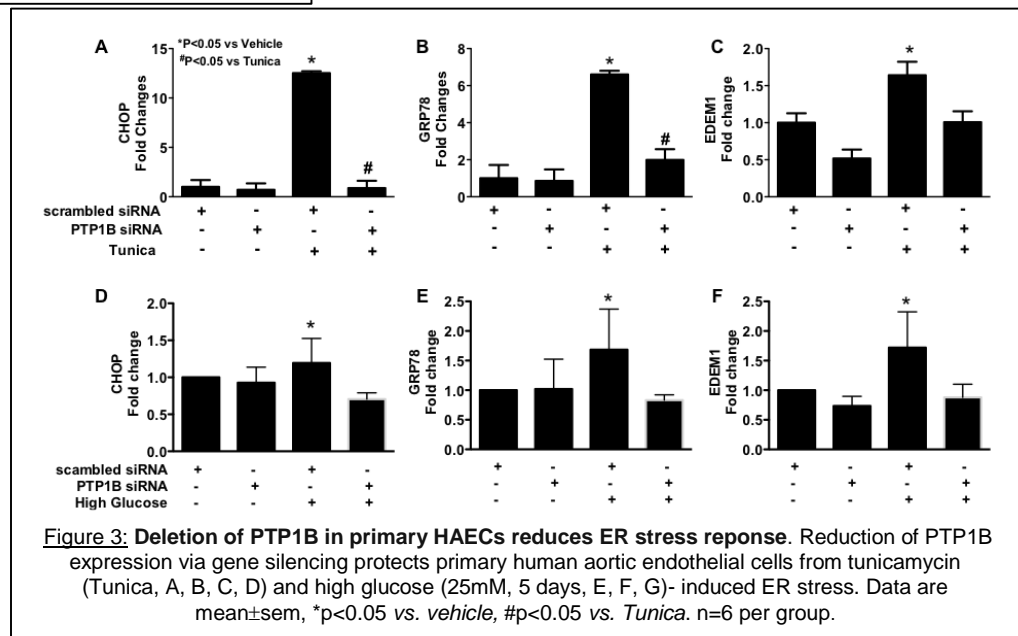 A
*P<0.05 vs Vehicle
#P<0.05 vs Tunica
CHOP
Fold Changes
15
10
5
0
*
#
B
GRP78
Fold Changes
8
6
4
2
0
*
#
C
EDEM1
Fold change
2.0
1.5
1.0
0.5
0.0
*
scrambled siRNA + - + - + - + - + - + -
PTP1B siRNA - + - + - + - + - + - +
Tunica - - + + - - + + - - + +
D
CHOP
Fold change
2.0
1.5
1.0
0.5
0.0
*
E
GRP78
Fold change
2.5
2.0
1.5
1.0
0.5
0.0
*
F
EDEM1
Fold change
2.5
2.0
1.5
1.0
0.5
0.0
*
scambled siRNA + - + - + - + - + - + -
PTP1B siRNA - + - + - + - + - + - +
High Glucose - - + + - - + + - - + +
Figure 3: Deletion of PTP1B in primary HAECs reduces ER stress reponse. Reduction of PTP1B
expression via gene silencing protects primary human aortic endothelial cells from tunicamycin
(Tunica, A, B, C, D) and high glucose (25mM, 5 days, E, F, G)- induced ER stress. Data are
mean±sem, *p<0.05 vs. vehicle, #p<0.05 vs. Tunica. n=6 per group.